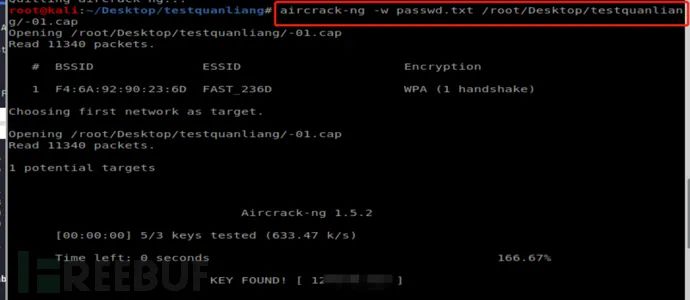 Quitting aircrack-ng...
root@kali:~/Desktop/testquanliang# aircrack-ng -w passwd.txt /root/Desktop/testquanlian
g/-01.cap
Opening /root/Desktop/testquanliang/-01.cap
Read 11340 packets.
# BSSID ESSID Encryption
1 F4:6A:92:90:23:6D FAST_236D WPA (1 handshake)
Choosing first network as target.
Opening /root/Desktop/testquanliang/-01.cap
Read 11340 packets.
1 potential targets
Aircrack-ng 1.5.2
[00:00:00] 5/3 keys tested (633.47 k/s)
Time left: 0 seconds 166.67%
KEY FOUND! [ 12 ]
FREEBUF